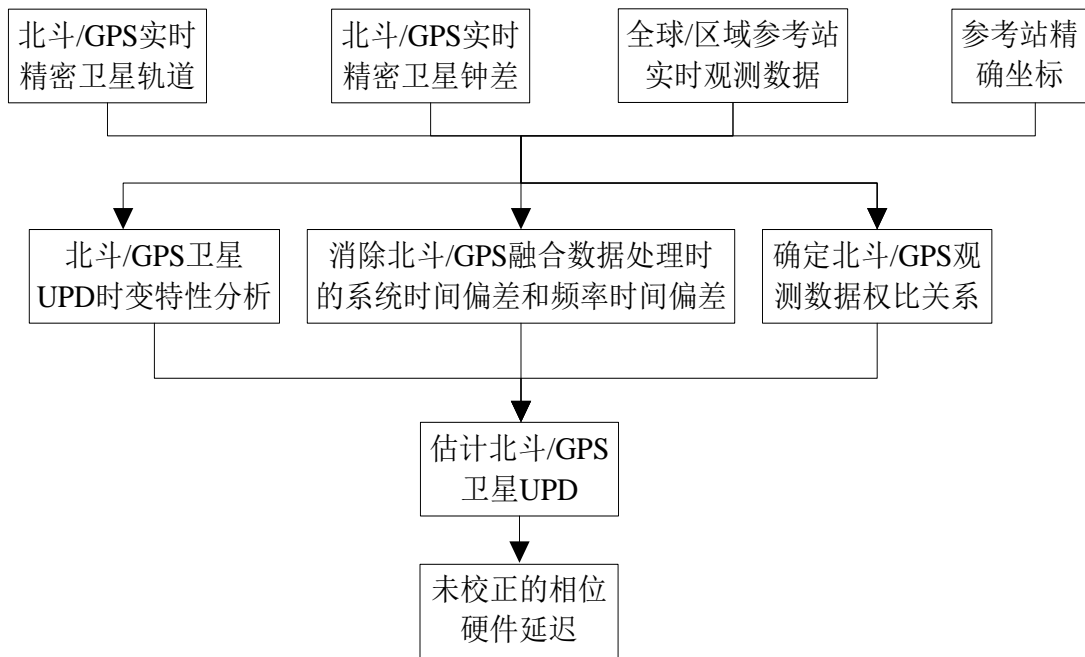 北斗/GPS实时
精密卫星轨道
北斗/GPS实时
精密卫星钟差
全球/区域参考站
实时观测数据
参考站精
确坐标
北斗/GPS卫星
UPD时变特性分析
消除北斗/GPS融合数据处理时
的系统时间偏差和频率时间偏差
确定北斗/GPS观
测数据权比关系
估计北斗/GPS
卫星UPD
未校正的相位
硬件延迟